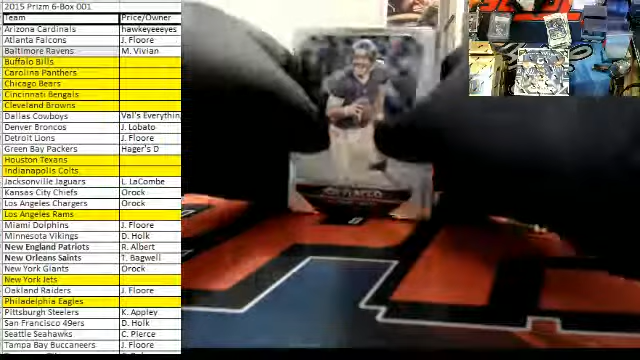 2015 Prizm 6-Box 001
Team Price/Owner
Arizona Cardinals hawkeyeeeyes
Atlanta Falcons J. Floore
Baltimore Ravens M. Vivian
Buffalo Bills
Carolina Panthers
Chicago Bears
Cincinnati Bengals
Cleveland Browns
Dallas Cowboys Val's Everythin
Denver Broncos J. Lobato
Detroit Lions J. Floore
Green Bay Packers Hager's D
Houston Texans
Indianapolis Colts
Jacksonville Jaguars L. LaCombe
Kansas City Chiefs Orock
Los Angeles Chargers Orock
Los Angeles Rams
Miami Dolphins J. Floore
Minnesota Vikings D. Holk
New England Patriots R. Albert
New Orleans Saints T. Bagwell
New York Giants Orock
New York Jets
Oakland Raiders J. Floore
Philadelphia Eagles
Pittsburgh Steelers K. Appley
San Francisco 49ers D. Holk
Seattle Seahawks C. Pierce
Tampa Bay Buccaneers J. Floore